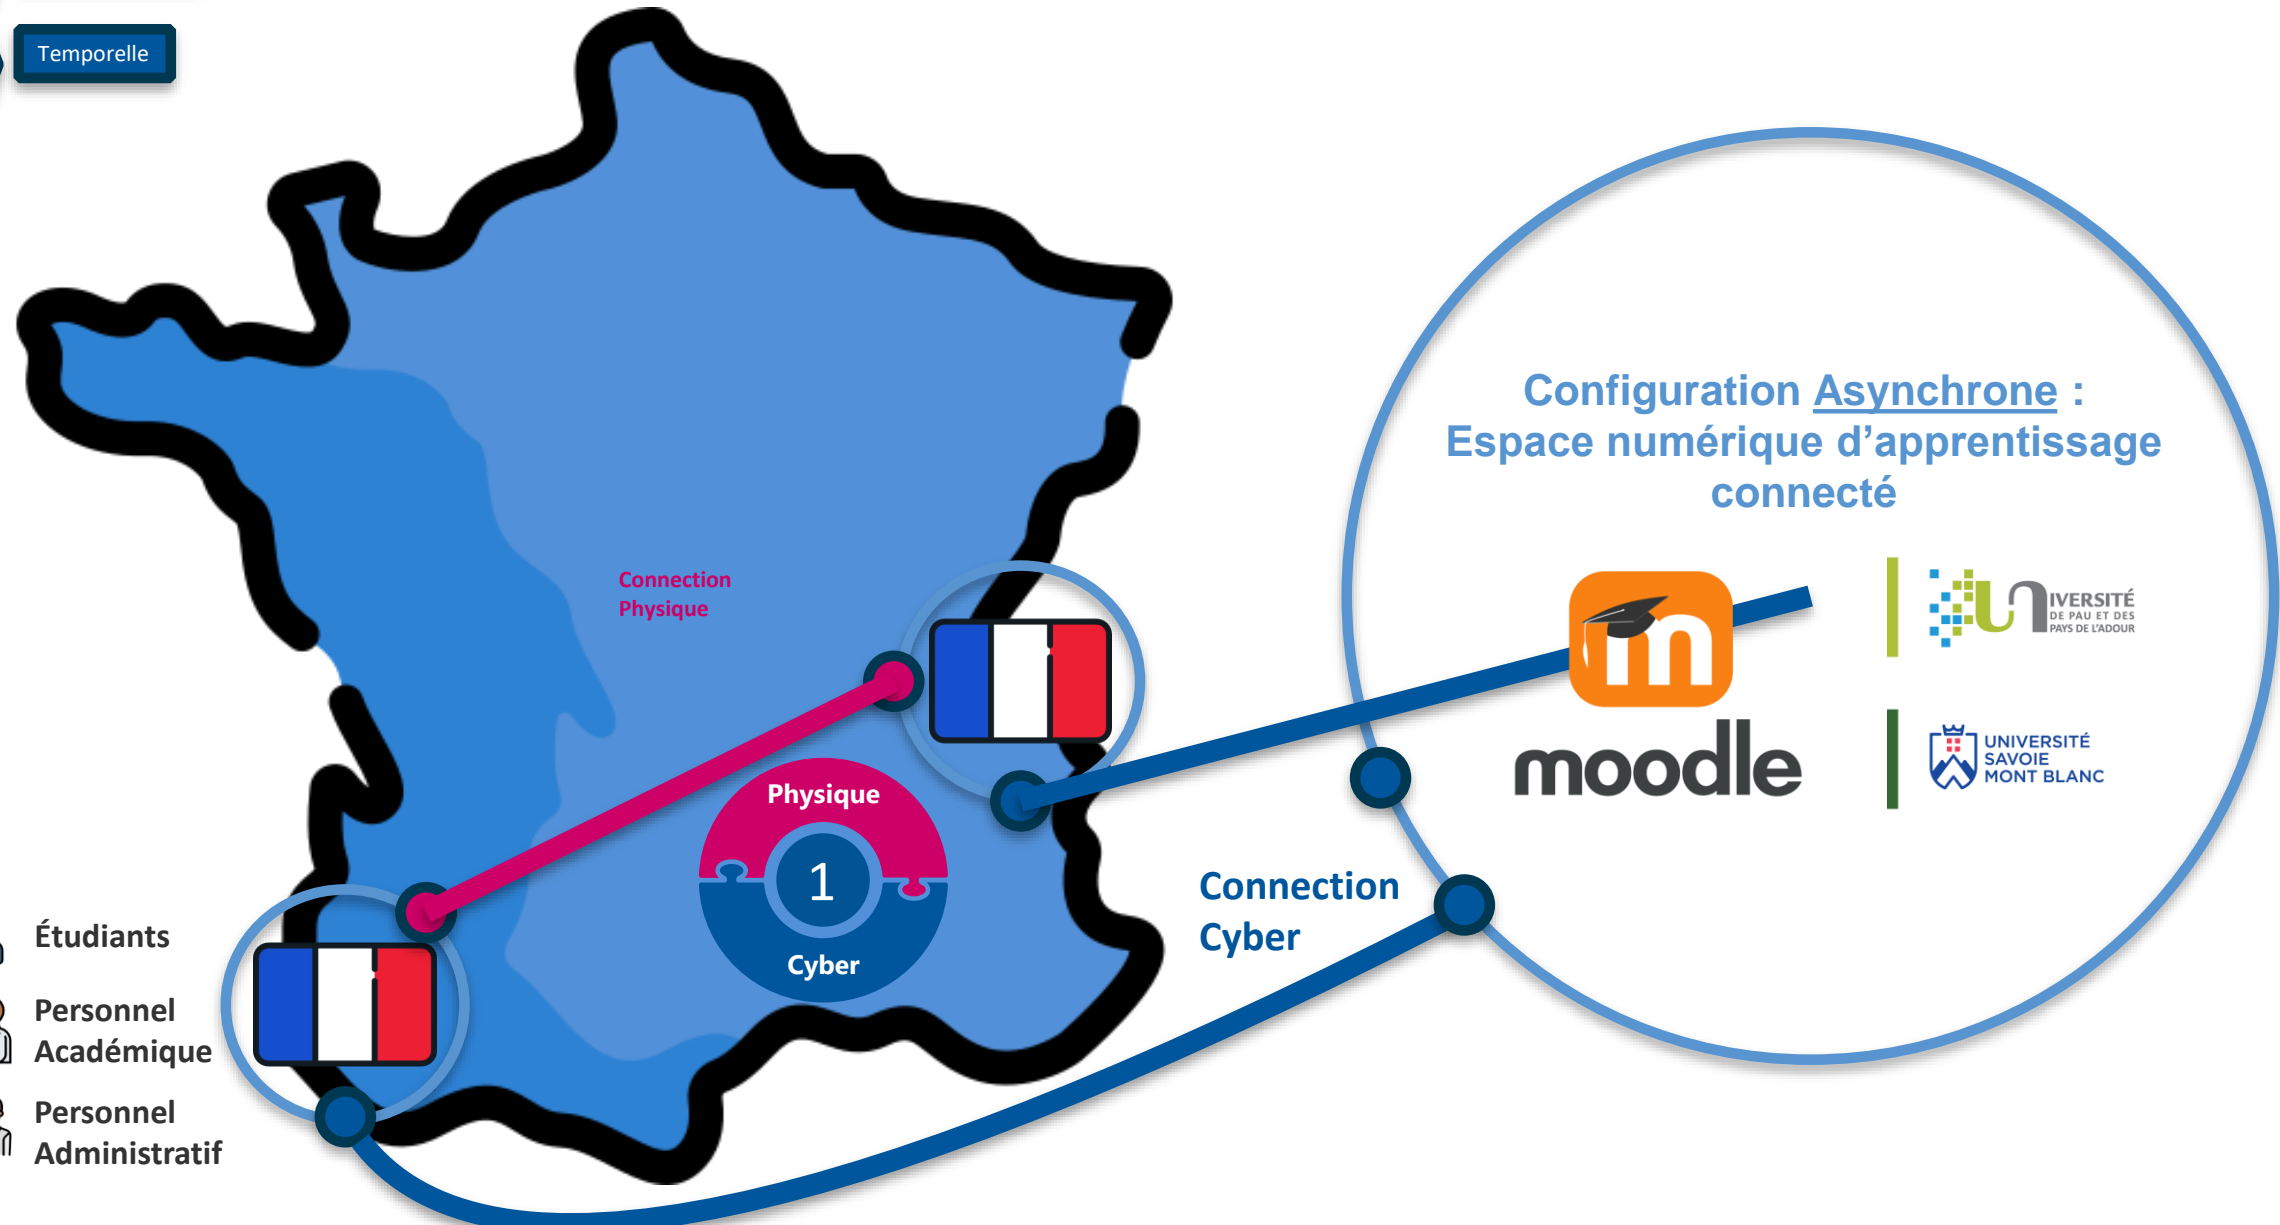 Temporelle
Configuration Asynchrone :
Espace numérique d’apprentissage
connecté
Connection
Physique
UNIVERSITÉ
DE PAU ET DES
PAYS DE L'ADOUR
m
moodle
UNIVERSITÉ
SAVOIE
MONT BLANC
Physique
1
Cyber
Connection
Cyber
Étudiants
Personnel
Académique
Personnel
Administratif